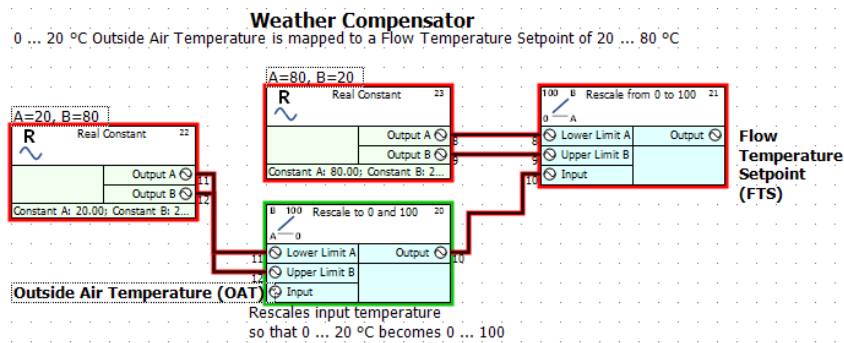 Weather Compensator
0 ... 20 ºC Outside Air Temperature is mapped to a Flow Temperature Setpoint of 20 ... 80 ºC
A=80, B=20
R Real Constant 23
Output A 8
Output B 9
Constant A: 80.00; Constant B: 2...
100 B Rescale from 0 to 100 21
0 A
8 Lower Limit A Output
9 Upper Limit B
10 Input
Flow
Temperature
Setpoint
(FTS)
A=20, B=80
R Real Constant 22
Output A 11
Output B 12
Constant A: 20.00; Constant B: 2...
B 100 Rescale to 0 and 100 20
A 0
11 Lower Limit A Output 10
12 Upper Limit B
Outside Air Temperature (OAT) Input
Rescales input temperature
so that 0 ... 20 ºC becomes 0 ... 100